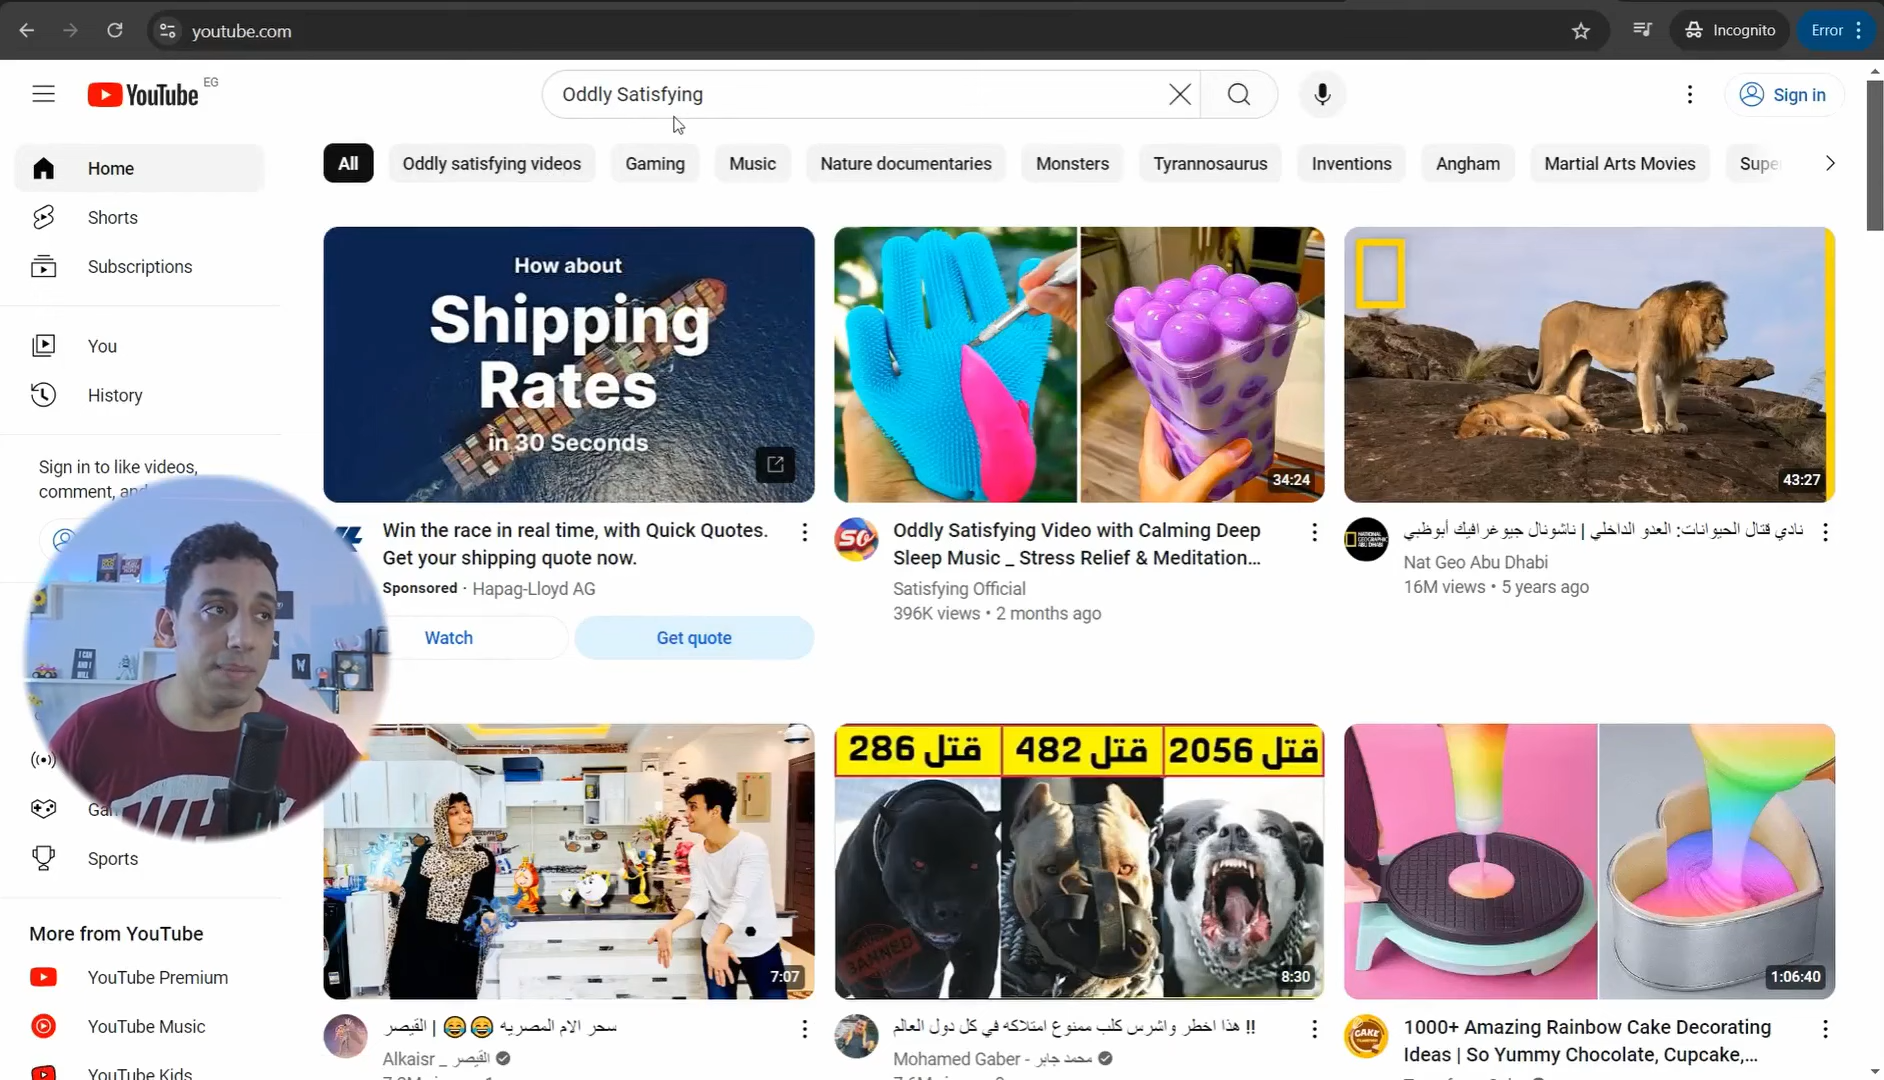 youtube.com
Incognito
Error
YouTube EG
Oddly Satisfying
Sign in
Home
Shorts
Subscriptions
You
History
Sign in to like videos,
comment, and
Sports
More from YouTube
YouTube Premium
YouTube Music
YouTube Kids
All
Oddly satisfying videos
Gaming
Music
Nature documentaries
Monsters
Tyrannosaurus
Inventions
Angham
Martial Arts Movies
Supe
How about
Shipping
Rates
in 30 Seconds
Win the race in real time, with Quick Quotes.
Get your shipping quote now.
Sponsored · Hapag-Lloyd AG
Watch
Get quote
34:24
SO
Oddly Satisfying Video with Calming Deep
Sleep Music _ Stress Relief & Meditation...
Satisfying Official
396K views • 2 months ago
43:27
نادي قتال الحيوانات: العدو الداخلي | ناشونال جيوغرافيك أبوظبي
Nat Geo Abu Dhabi
16M views • 5 years ago
7:07
سحر الام المصريه 😂 😂 | القيصر
Alkaisr _ القيصر
قتل 286
قتل 482
قتل 2056
BANNED
8:30
هذا اخطر واشرس كلب ممنوع امتلاكه في كل دول العالم !!
Mohamed Gaber - محمد جابر
1:06:40
CAKE
1000+ Amazing Rainbow Cake Decorating
Ideas | So Yummy Chocolate, Cupcake,...